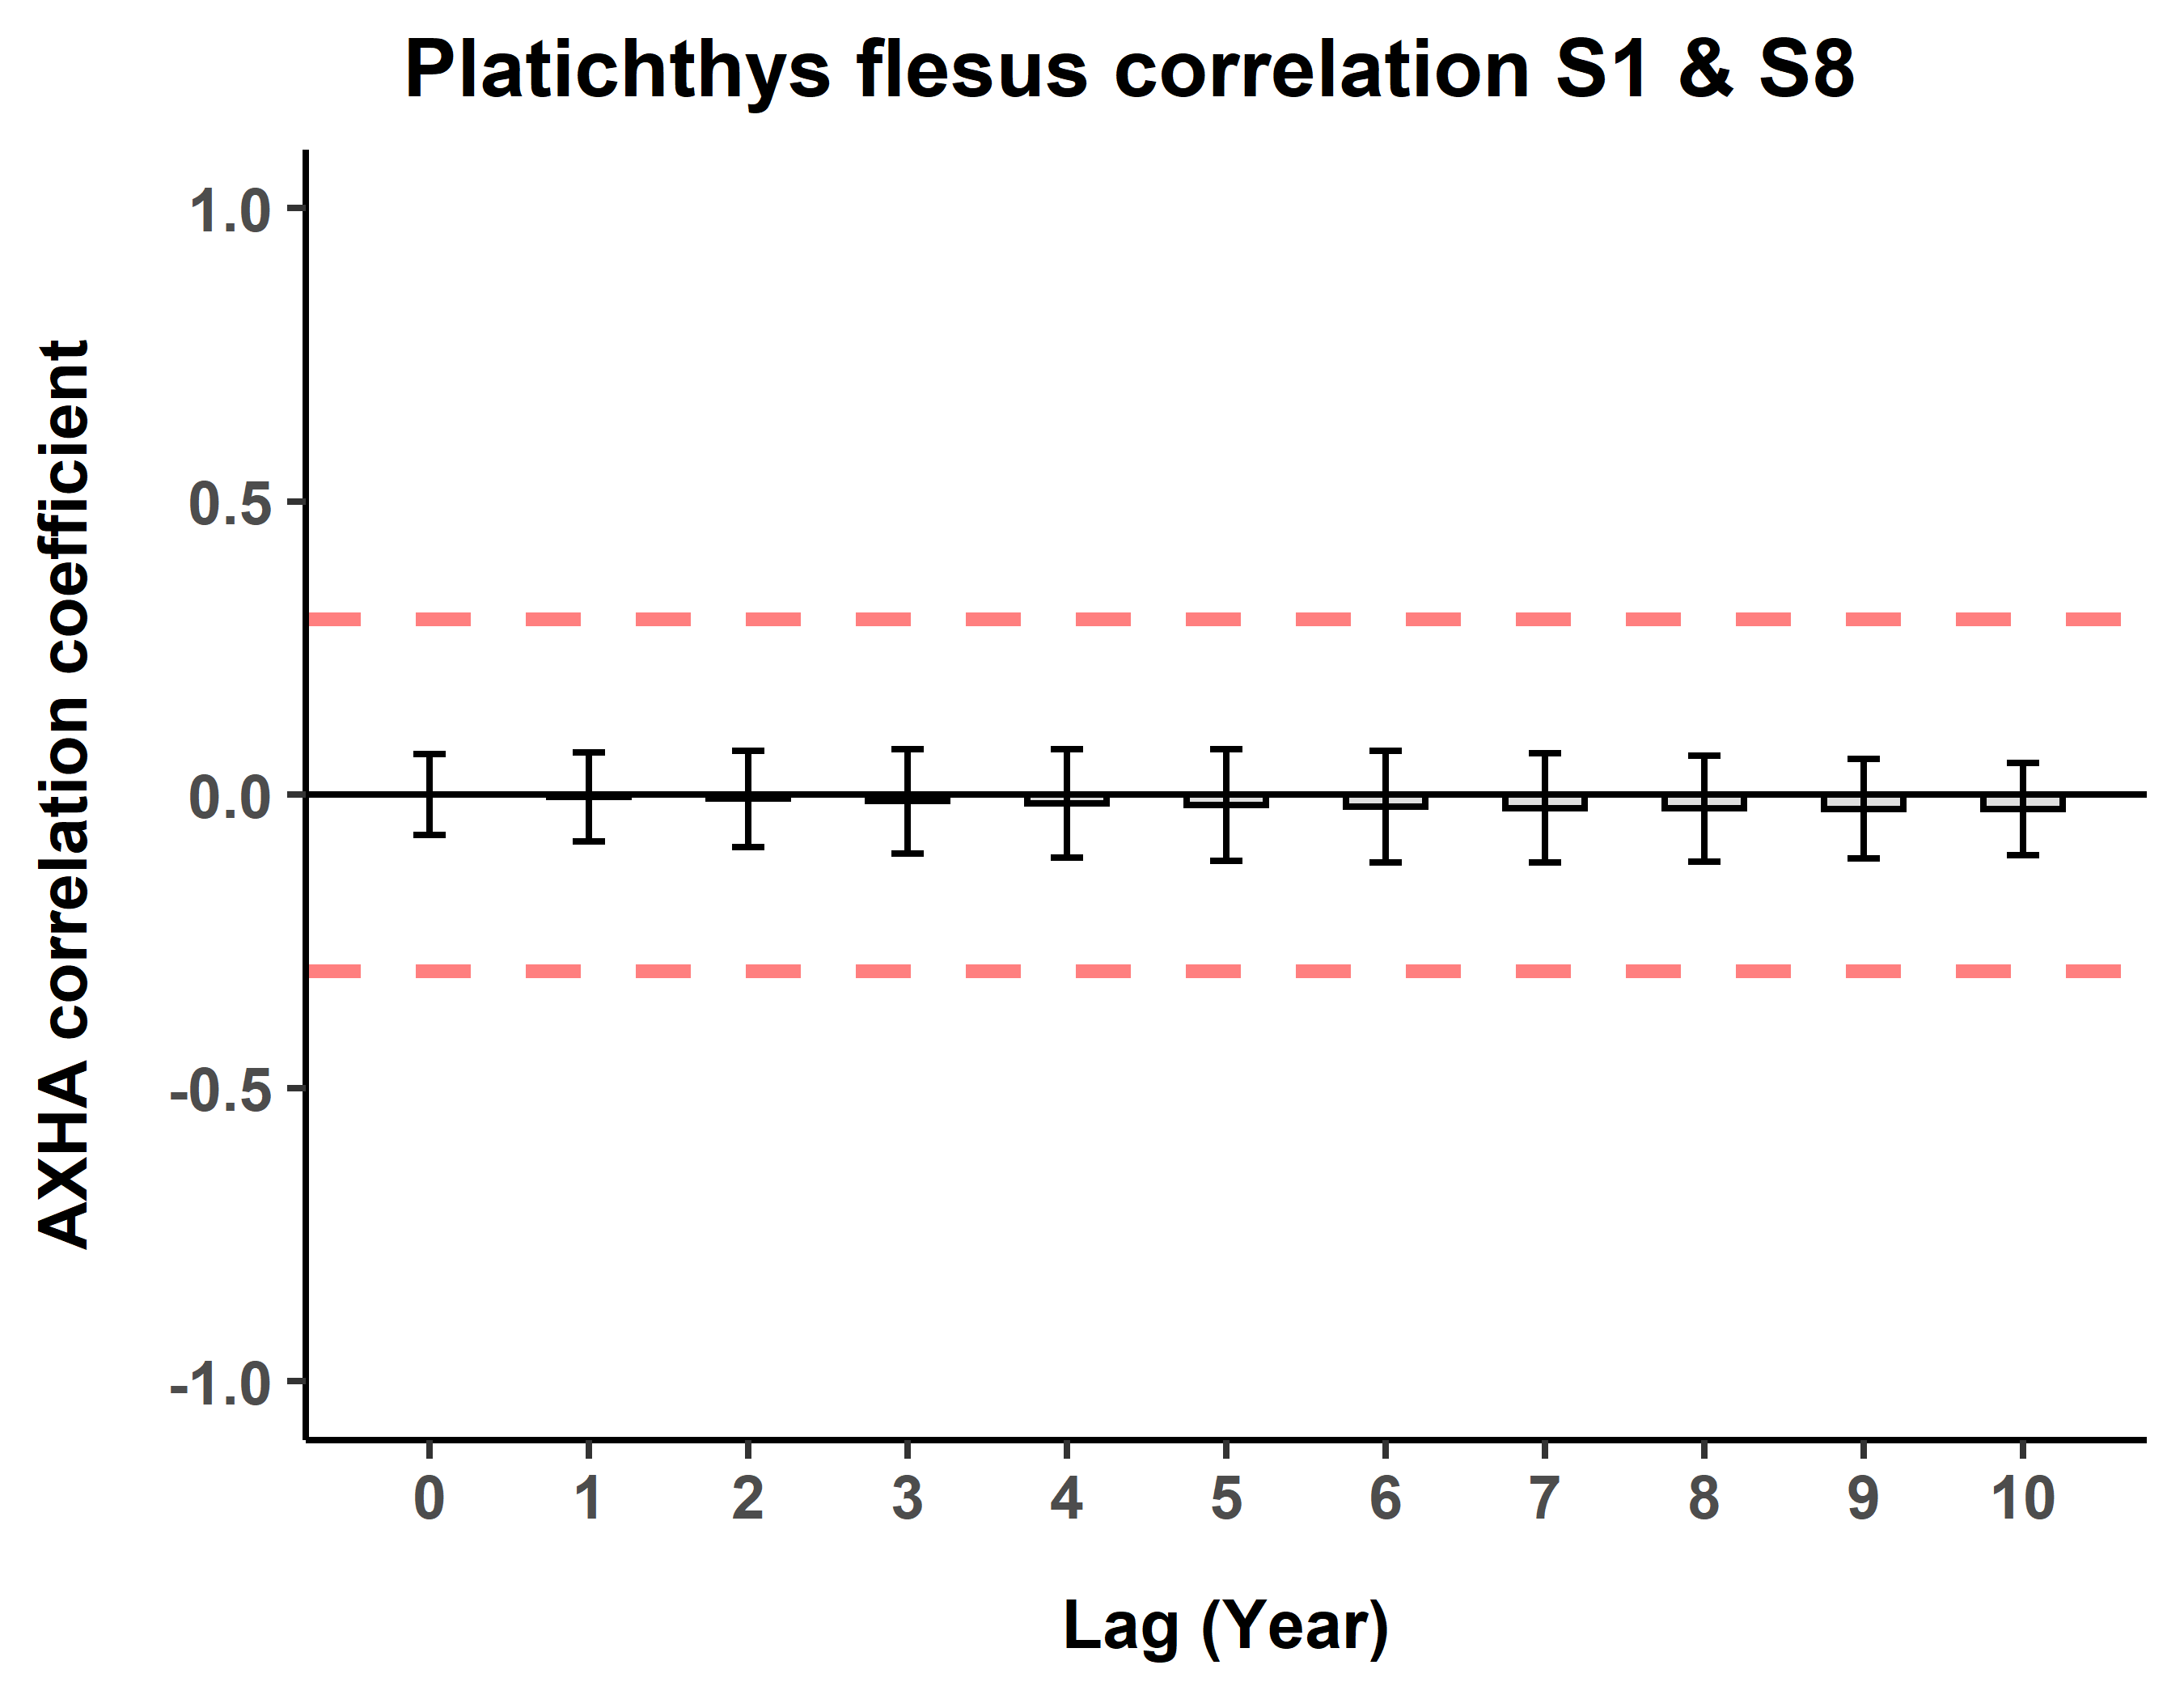 Platichthys flesus correlation S1 & S8
AXHA correlation coefficient
1.0
0.5
0.0
-0.5
-1.0
0 1 2 3 4 5 6 7 8 9 10
Lag (Year)